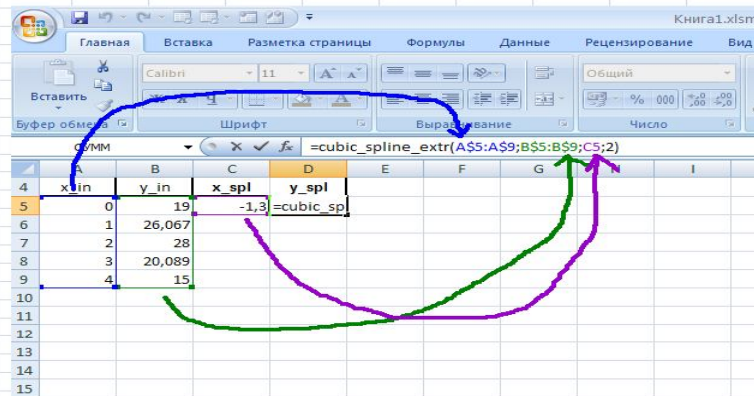 Книга1.xlsm
Главная Вставка Разметка страницы Формулы Данные Рецензирование Вид
Calibri 11 A A Общий
Вставить Ж Ч A % 000
Буфер обмена Шрифт Выравнивание Число
СУММ =cubic_spline_extr(A$5:A$9;B$5:B$9;C5;2)
A B C D E F G H I
4 x_in y_in x_spl y_spl
5 0 19 -1,3 =cubic_sp
6 1 26,067
7 2 28
8 3 20,089
9 4 15
10
11
12
13
14
15